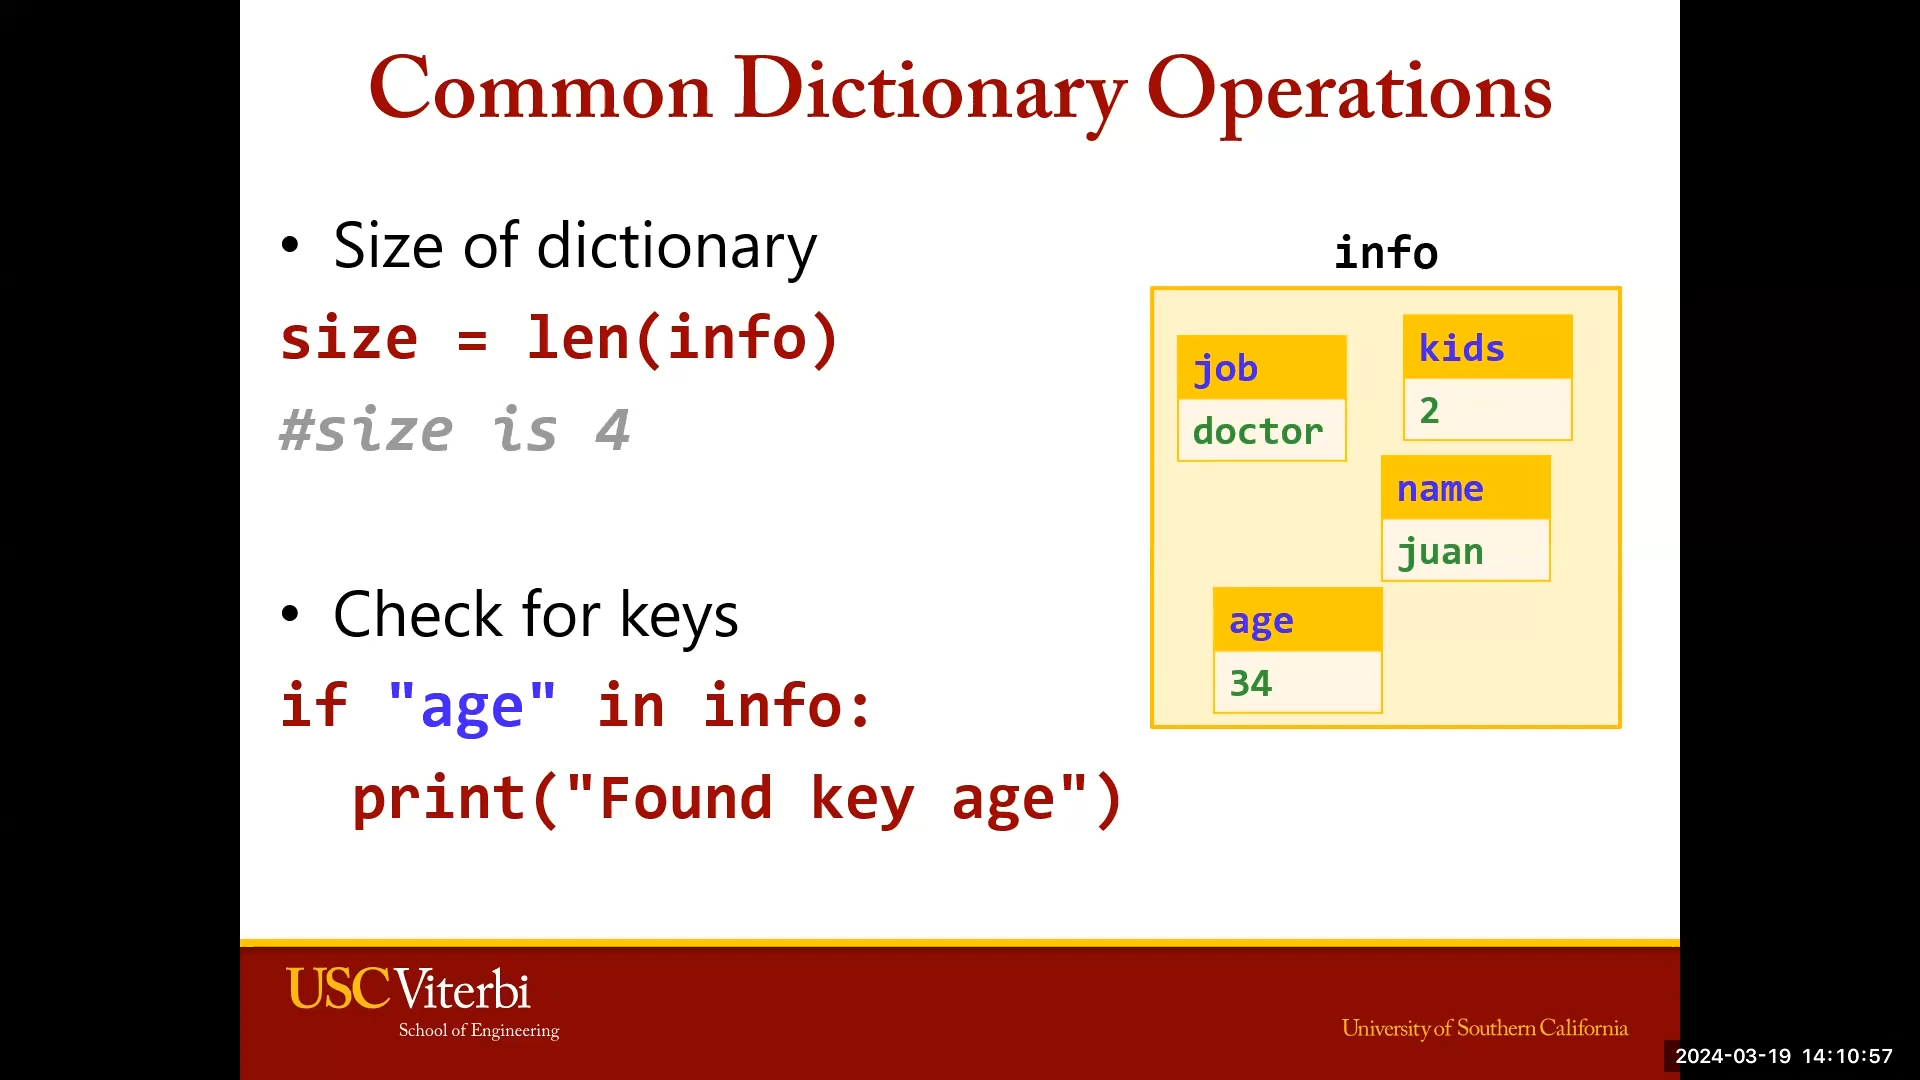 Common Dictionary Operations
• Size of dictionary
size = len(info)
#size is 4
• Check for keys
if "age" in info:
print("Found key age")
info
job
doctor
kids
2
name
juan
age
34
USC Viterbi
School of Engineering
University of Southern California
2024-03-19 14:10:57